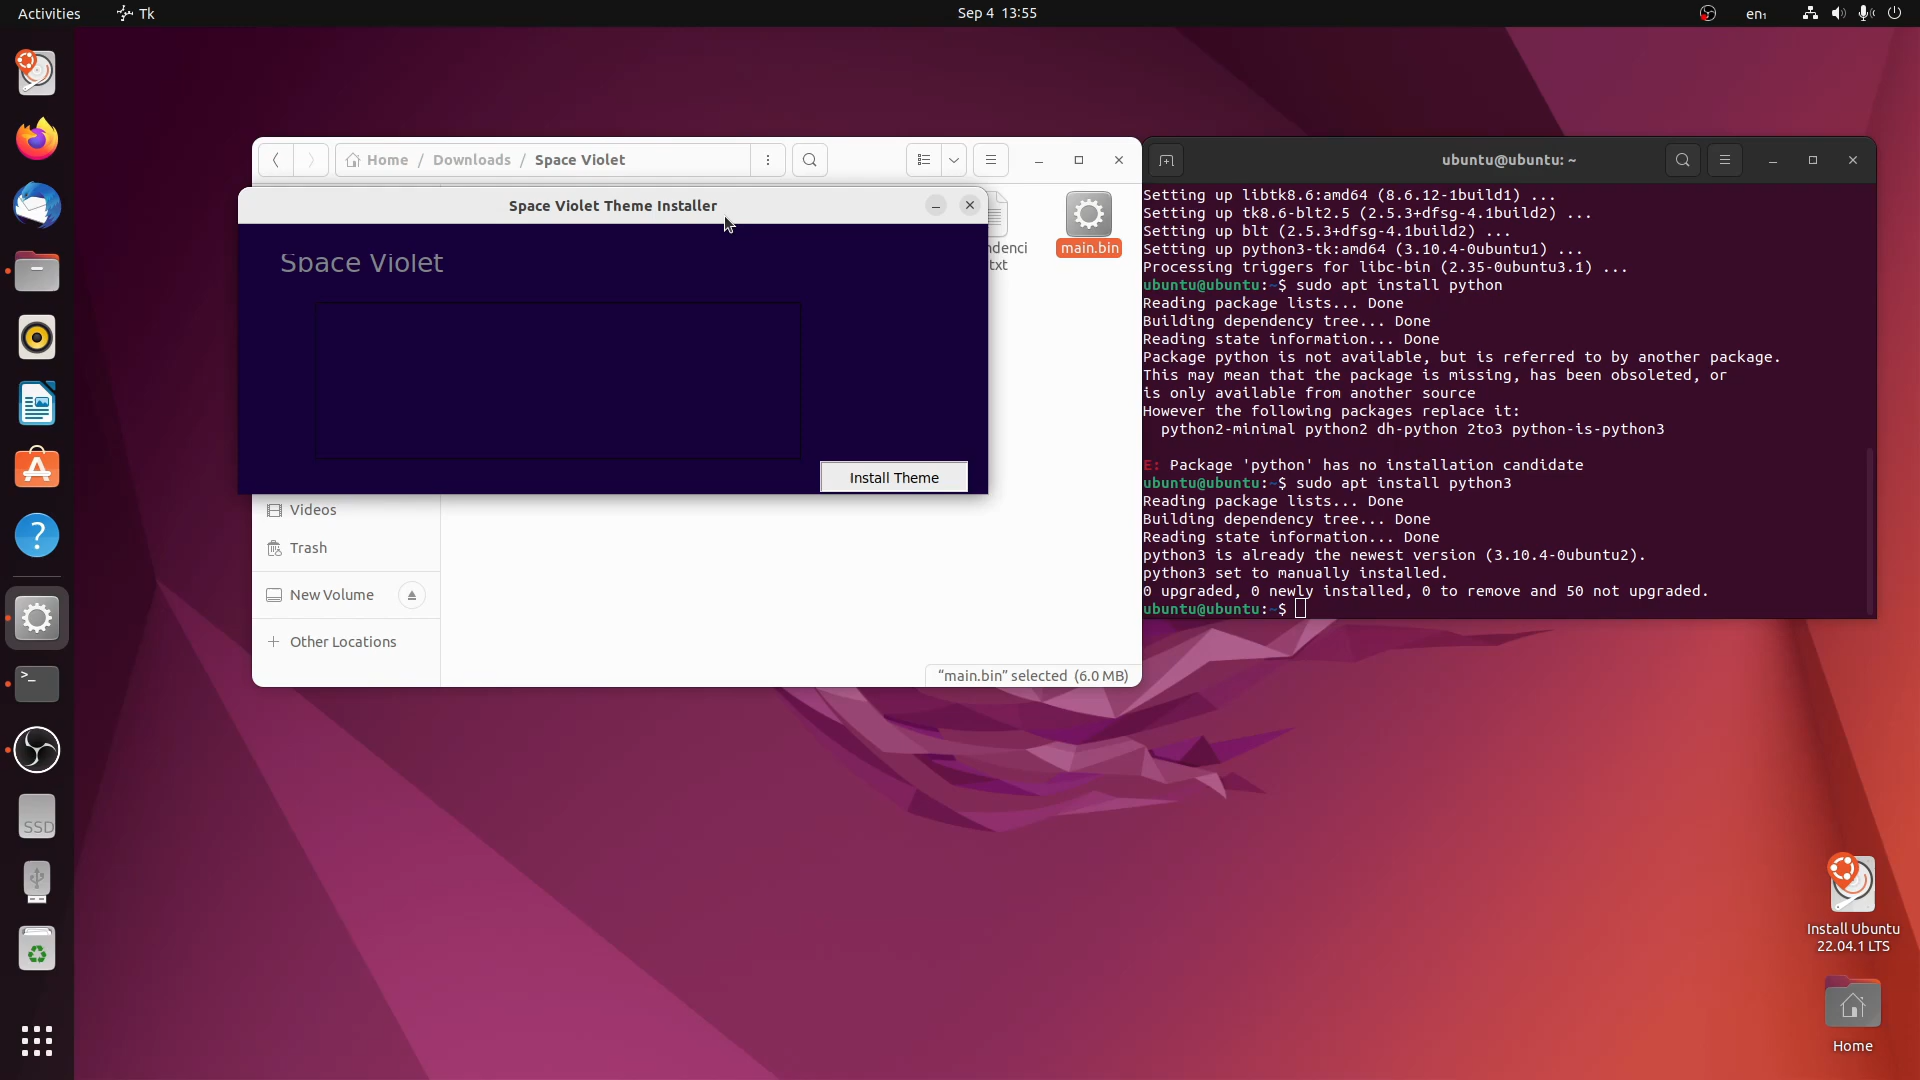 Activities
Tk
Sep 4 13:55
en₁
Home / Downloads / Space Violet
Space Violet Theme Installer
Space Violet
Install Theme
ndenci
txt
main.bin
Videos
Trash
New Volume
+ Other Locations
“main.bin” selected (6.0 MB)
ubuntu@ubuntu: ~
Setting up libtk8.6:amd64 (8.6.12-1build1) ...
Setting up tk8.6-blt2.5 (2.5.3+dfsg-4.1build2) ...
Setting up blt (2.5.3+dfsg-4.1build2) ...
Setting up python3-tk:amd64 (3.10.4-0ubuntu1) ...
Processing triggers for libc-bin (2.35-0ubuntu3.1) ...
ubuntu@ubuntu:~$ sudo apt install python
Reading package lists... Done
Building dependency tree... Done
Reading state information... Done
Package python is not available, but is referred to by another package.
This may mean that the package is missing, has been obsoleted, or
is only available from another source
However the following packages replace it:
python2-minimal python2 dh-python 2to3 python-is-python3
E: Package 'python' has no installation candidate
ubuntu@ubuntu:~$ sudo apt install python3
Reading package lists... Done
Building dependency tree... Done
Reading state information... Done
python3 is already the newest version (3.10.4-0ubuntu2).
python3 set to manually installed.
0 upgraded, 0 newly installed, 0 to remove and 50 not upgraded.
ubuntu@ubuntu:~$
SSD
Install Ubuntu
22.04.1 LTS
Home